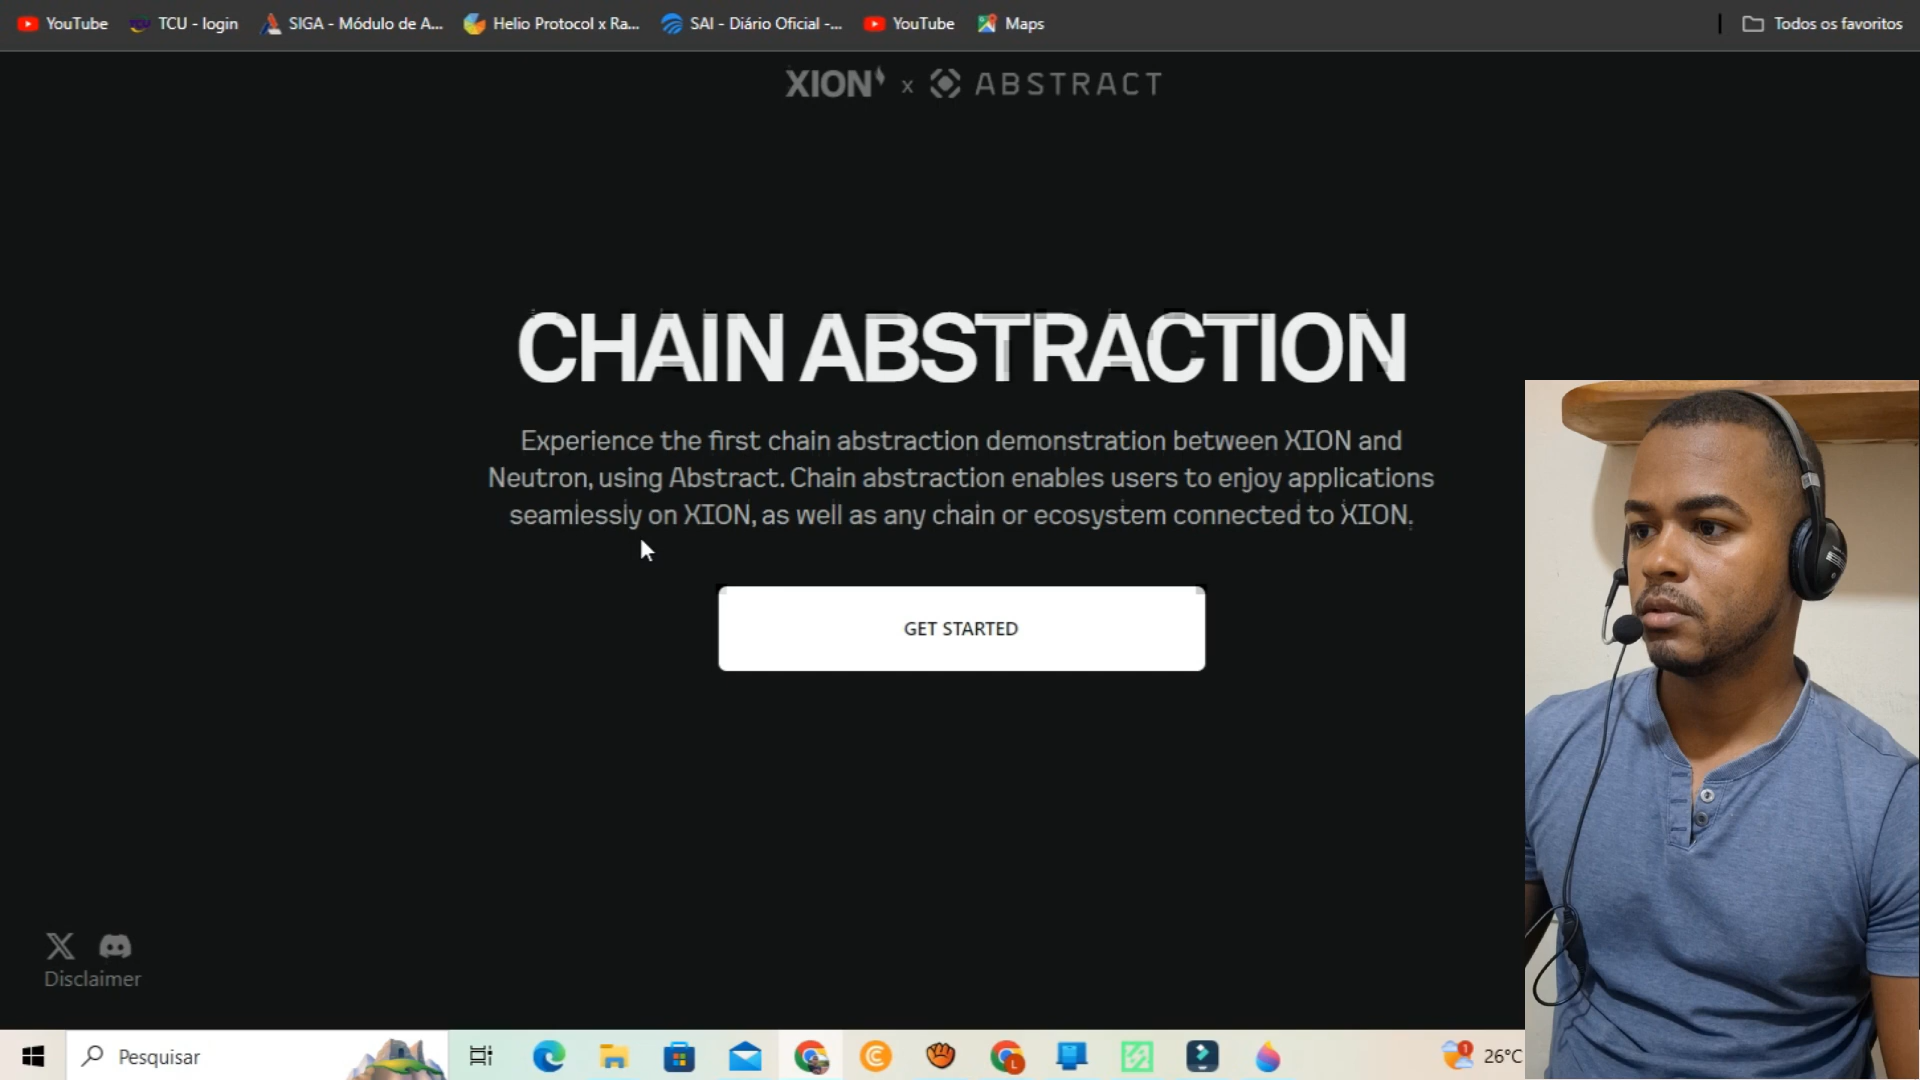 YouTube TCU - login SIGA - Módulo de A... Helio Protocol x Ra... SAI - Diário Oficial -... YouTube Maps Todos os favoritos
XION x ABSTRACT
CHAIN ABSTRACTION
Experience the first chain abstraction demonstration between XION and
Neutron, using Abstract. Chain abstraction enables users to enjoy applications
seamlessly on XION, as well as any chain or ecosystem connected to XION.
GET STARTED
Disclaimer
Pesquisar 26°C